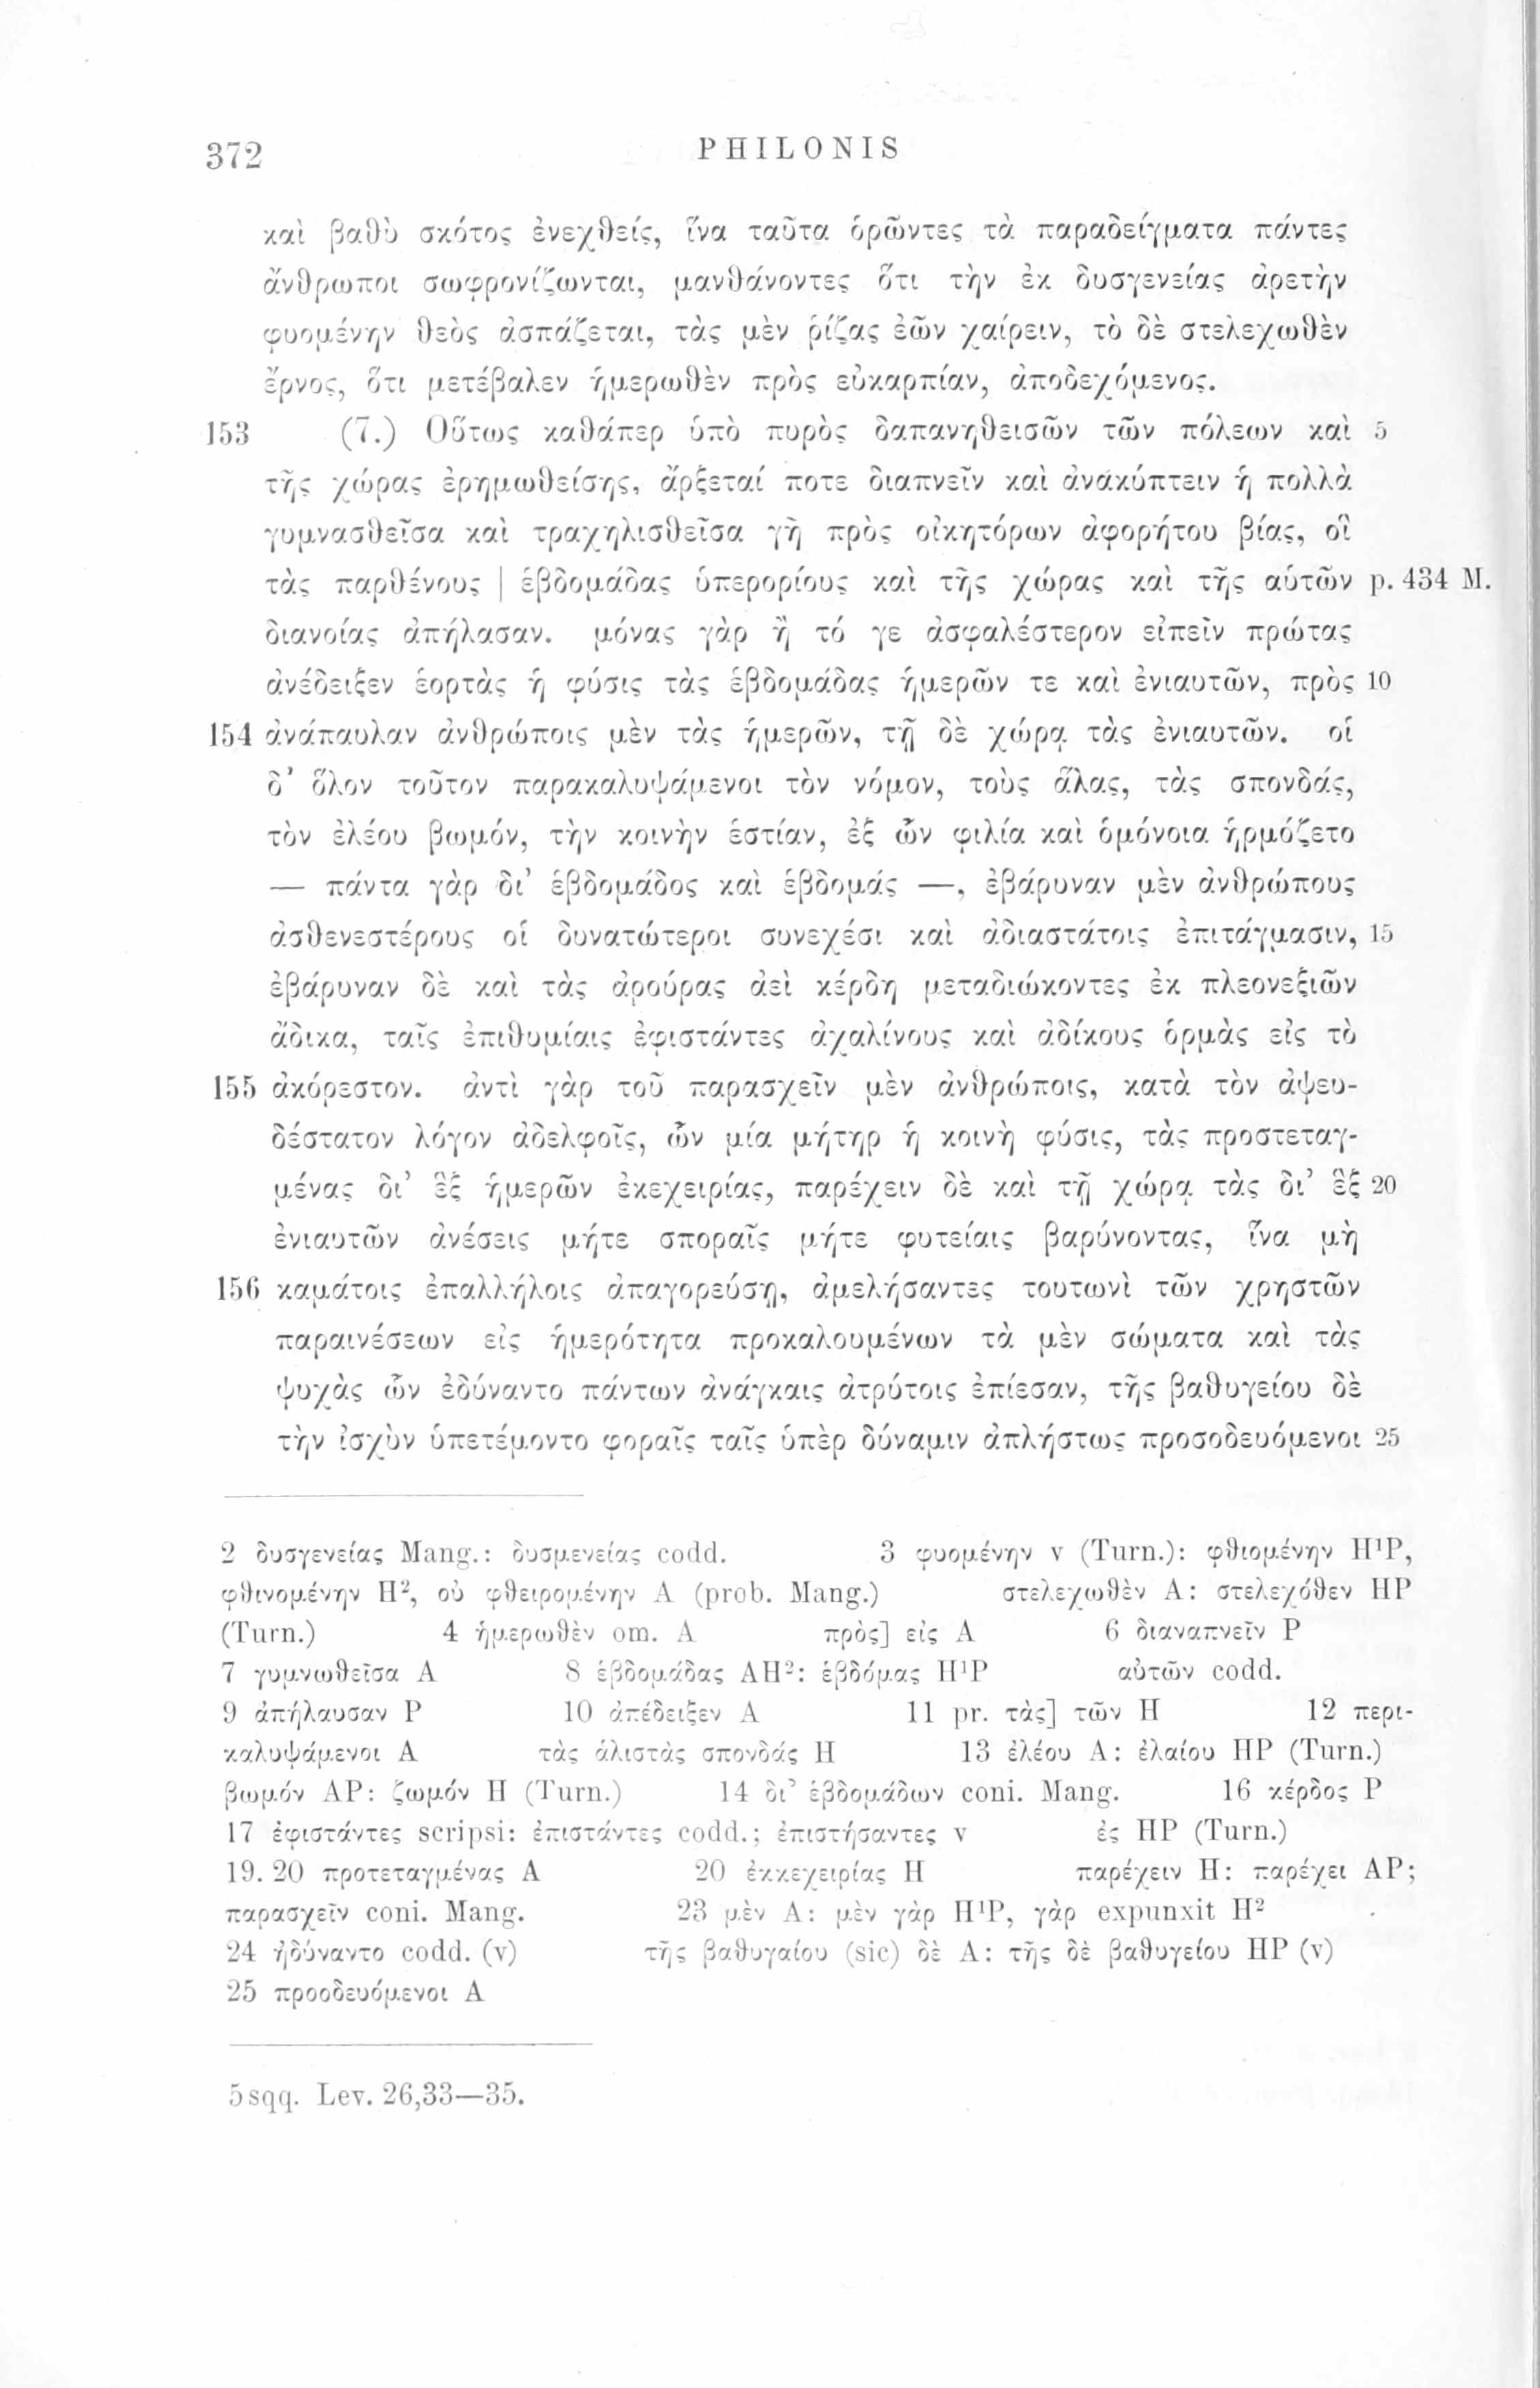 372 PHILONIS
καὶ βαθὺ σκότος ἐνεχθείς, ἵνα ταῦτα ὁρῶντες τὰ παραδείγματα πάντες
ἄνθρωποι σωφρονίζωνται, μανθάνοντες ὅτι τὴν ἐκ δυσγενείας ἀρετὴν
φυομένην θεὸς ἀσπάζεται, τὰς μὲν ῥίζας ἐῶν χαίρειν, τὸ δὲ στελεχωθὲν
ἔρνος, ὅτι μετέβαλεν ἡμερωθὲν πρὸς εὐκαρπίαν, ἀποδεχόμενος.
153 (7.) Οὕτως καθάπερ ὑπὸ πυρὸς δαπανηθεισῶν τῶν πόλεων καὶ 5
τῆς χώρας ἐρημωθείσης, ἄρξεταί ποτε διαπνεῖν καὶ ἀνακύπτειν ἡ πολλὰ
γυμνασθεῖσα καὶ τραχηλισθεῖσα γῆ πρὸς οἰκητόρων ἀφορήτου βίας, οἳ
τὰς παρθένους | ἑβδομάδας ὑπερορίους καὶ τῆς χώρας καὶ τῆς αὑτῶν p. 434 M.
διανοίας ἀπήλασαν. μόνας γὰρ ἢ τό γε ἀσφαλέστερον εἰπεῖν πρώτας
ἀνέδειξεν ἑορτὰς ἡ φύσις τὰς ἑβδομάδας ἡμερῶν τε καὶ ἐνιαυτῶν, πρὸς 10
154 ἀνάπαυλαν ἀνθρώποις μὲν τὰς ἡμερῶν, τῇ δὲ χώρᾳ τὰς ἐνιαυτῶν. οἱ
δ’ ὅλον τοῦτον παρακαλυψάμενοι τὸν νόμον, τοὺς ἅλας, τὰς σπονδάς,
τὸν ἐλέου βωμόν, τὴν κοινὴν ἑστίαν, ἐξ ὧν φιλία καὶ ὁμόνοια ἡρμόζετο
— πάντα γὰρ δι’ ἑβδομάδος καὶ ἑβδομάς —, ἐβάρυναν μὲν ἀνθρώπους
ἀσθενεστέρους οἱ δυνατώτεροι συνεχέσι καὶ ἀδιαστάτοις ἐπιτάγμασιν, 15
ἐβάρυναν δὲ καὶ τὰς ἀρούρας ἀεὶ κέρδη μεταδιώκοντες ἐκ πλεονεξιῶν
ἄδικα, ταῖς ἐπιθυμίαις ἐφιστάντες ἀχαλίνους καὶ ἀδίκους ὁρμὰς εἰς τὸ
155 ἀκόρεστον. ἀντὶ γὰρ τοῦ παρασχεῖν μὲν ἀνθρώποις, κατὰ τὸν ἀψευ-
δέστατον λόγον ἀδελφοῖς, ὧν μία μήτηρ ἡ κοινὴ φύσις, τὰς προστεταγ-
μένας δι’ ἓξ ἡμερῶν ἐκεχειρίας, παρέχειν δὲ καὶ τῇ χώρᾳ τὰς δι’ ἓξ 20
ἐνιαυτῶν ἀνέσεις μήτε σποραῖς μήτε φυτείαις βαρύνοντας, ἵνα μὴ
156 καμάτοις ἐπαλλήλοις ἀπαγορεύσῃ, ἀμελήσαντες τουτωνὶ τῶν χρηστῶν
παραινέσεων εἰς ἡμερότητα προκαλουμένων τὰ μὲν σώματα καὶ τὰς
ψυχὰς ὧν ἐδύναντο πάντων ἀνάγκαις ἀτρύτοις ἐπίεσαν, τῆς βαθυγείου δὲ
τὴν ἰσχὺν ὑπετέμοντο φοραῖς ταῖς ὑπὲρ δύναμιν ἀπλήστως προσοδευόμενοι 25
2 δυσγενείας Mang.: δυσμενείας codd. 3 φυομένην v (Turn.): φθιομένην H¹P,
φθινομένην H², οὐ φθειρομένην A (prob. Mang.) στελεχωθὲν A: στελεχόθεν HP
(Turn.) 4 ἡμερωθὲν om. A πρὸς] εἰς A 6 διαναπνεῖν P
7 γυμνωθεῖσα A 8 ἑβδομάδας AH²: ἑβδόμας H¹P αὐτῶν codd.
9 ἀπήλαυσαν P 10 ἀπέδειξεν A 11 pr. τὰς] τῶν H 12 περι-
καλυψάμενοι A τὰς ἁλιστὰς σπονδάς H 13 ἐλέου A: ἐλαίου HP (Turn.)
βωμόν AP: ζωμόν H (Turn.) 14 δι’ ἑβδομάδων coni. Mang. 16 κέρδος P
17 ἐφιστάντες scripsi: ἐπιστάντες codd.; ἐπιστήσαντες v ἐς HP (Turn.)
19. 20 προτεταγμένας A 20 ἐκκεχειρίας H παρέχειν H: παρέχει AP;
παρασχεῖν coni. Mang. 23 μὲν A: μὲν γὰρ H¹P, γὰρ expunxit H²
24 ἠδύναντο codd. (v) τῆς βαθυγαίου (sic) δὲ A: τῆς δὲ βαθυγείου HP (v)
25 προοδευόμενοι A
5 sqq. Lev. 26,33—35.